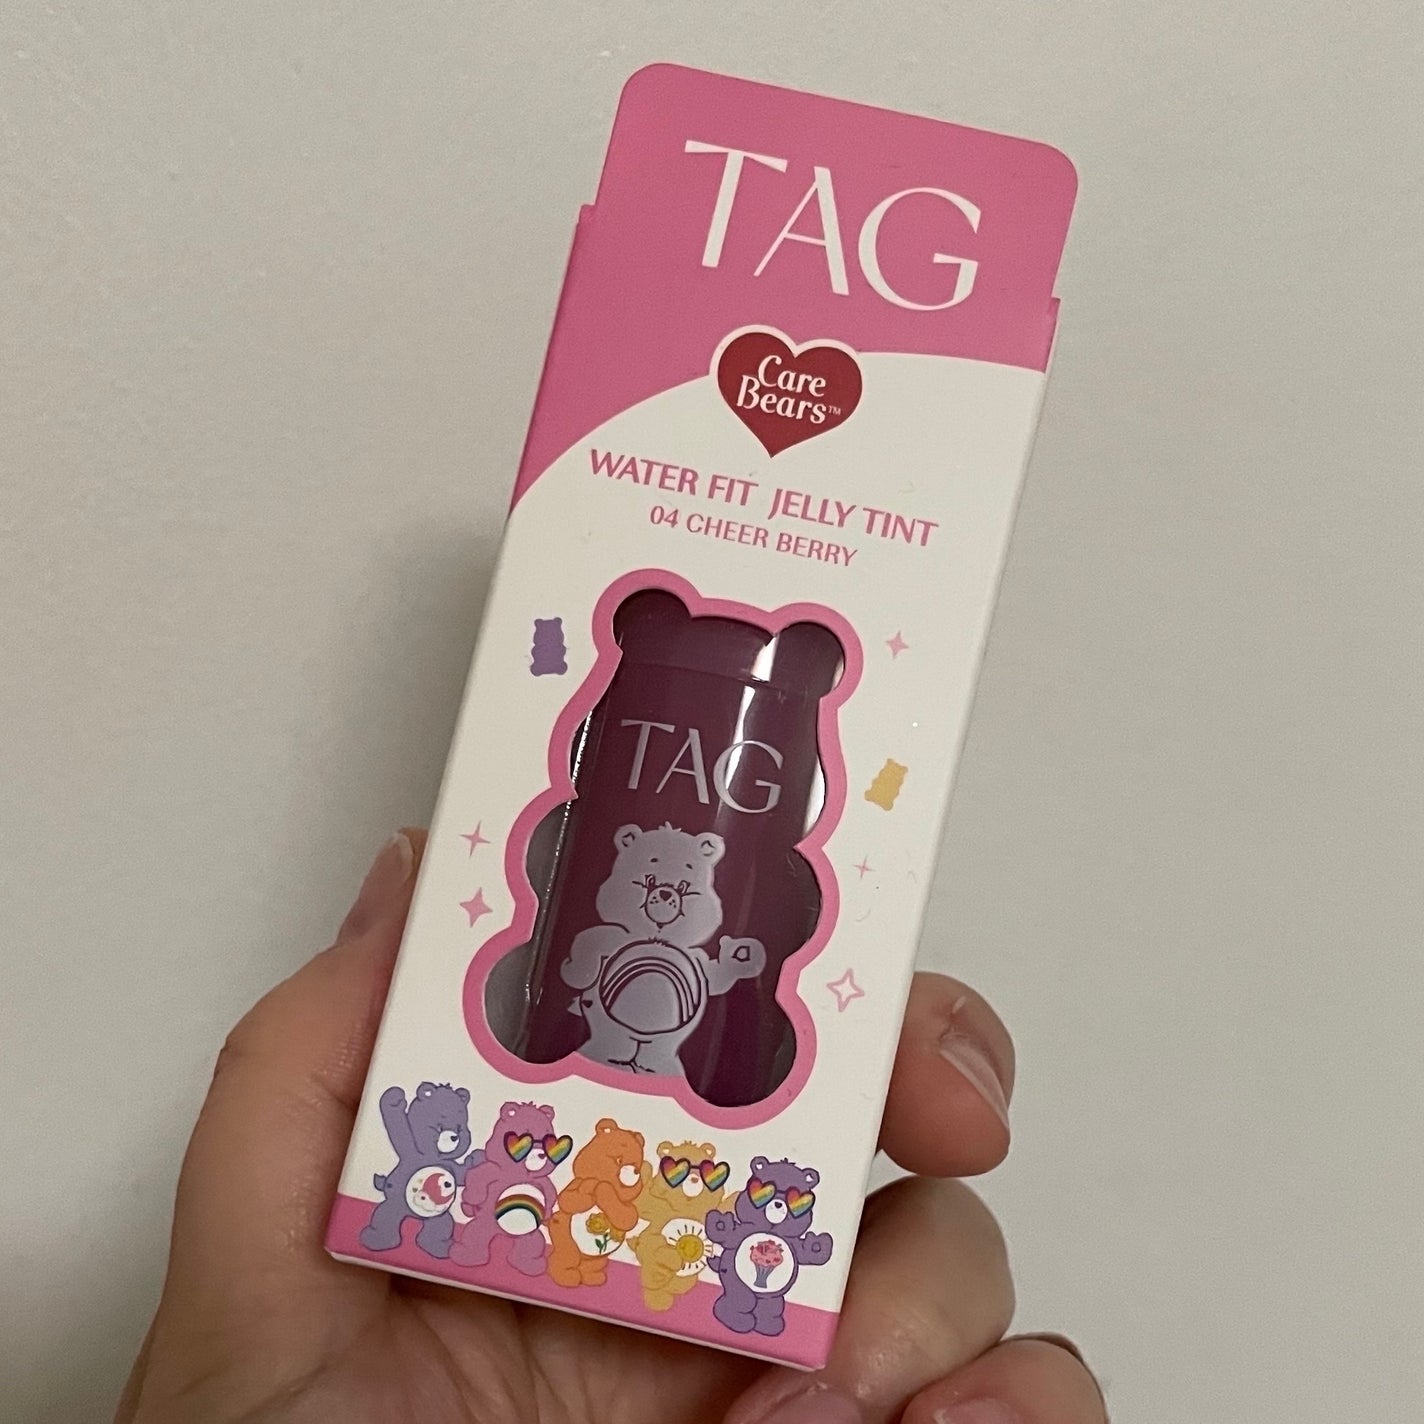 TAG
Care
Bears™
WATER FIT JELLY TINT
04 CHEER BERRY
TAG